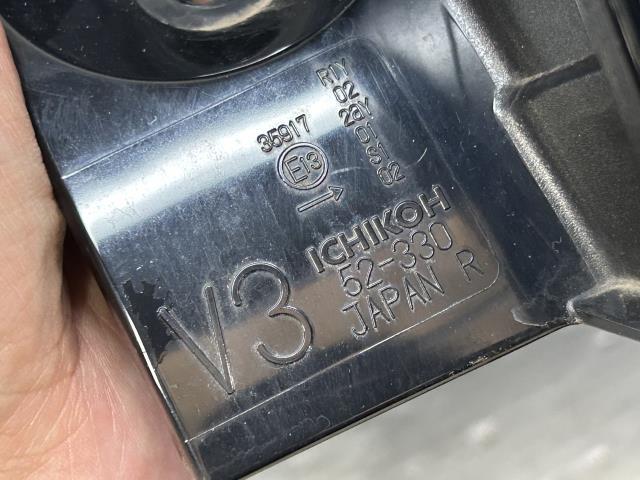 R1Y
02
2aY
01
S1
02
35917
E13
→
ICHIKOH
52-330
JAPAN R
V3